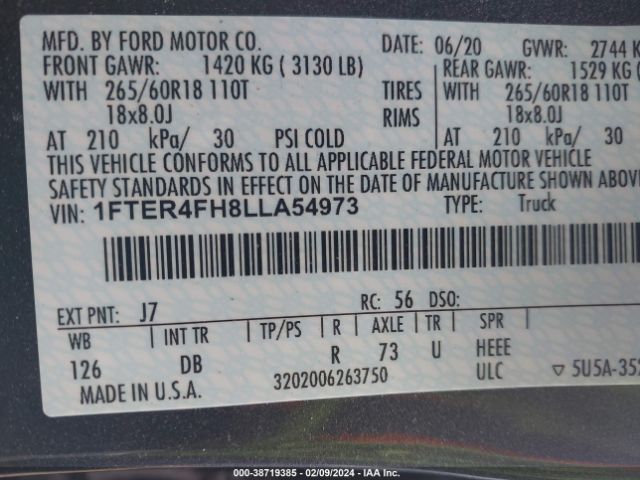 MFD. BY FORD MOTOR CO. DATE: 06/20 GVWR: 2744 K
FRONT GAWR: 1420 KG ( 3130 LB) REAR GAWR: 1529 KG
WITH 265/60R18 110T TIRES WITH 265/60R18 110T
18x8.0J RIMS 18x8.0J
AT 210 kPa/ 30 PSI COLD AT 210 kPa/ 30
THIS VEHICLE CONFORMS TO ALL APPLICABLE FEDERAL MOTOR VEHICLE
SAFETY STANDARDS IN EFFECT ON THE DATE OF MANUFACTURE SHOWN ABOV
VIN: 1FTER4FH8LLA54973 TYPE: Truck
EXT PNT: J7 RC: 56 DSO:
WB INT TR TP/PS R AXLE TR SPR
126 DB R 73 U HEEE
MADE IN U.S.A. 3202006263750 ULC ▽ 5U5A-352
000-38719385 - 02/09/2024 - IAA Inc.